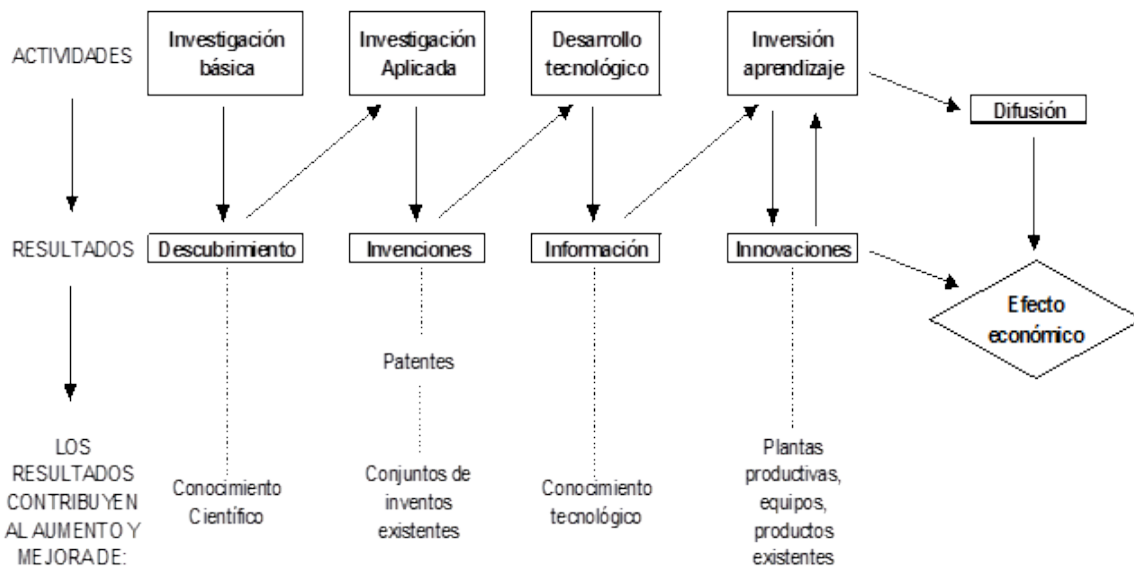 ACTIVIDADES
Investigación
básica
Investigación
Aplicada
Desarrollo
tecnológico
Inversión
aprendizaje
Difusión
RESULTADOS
Descubrimiento
Invenciones
Información
Innovaciones
Efecto
económico
Patentes
LOS
RESULTADOS
CONTRIBUYEN
AL AUMENTO Y
MEJORA DE:
Conocimiento
Científico
Conjuntos de
inventos
existentes
Conocimiento
tecnológico
Plantas
productivas,
equipos,
productos
existentes